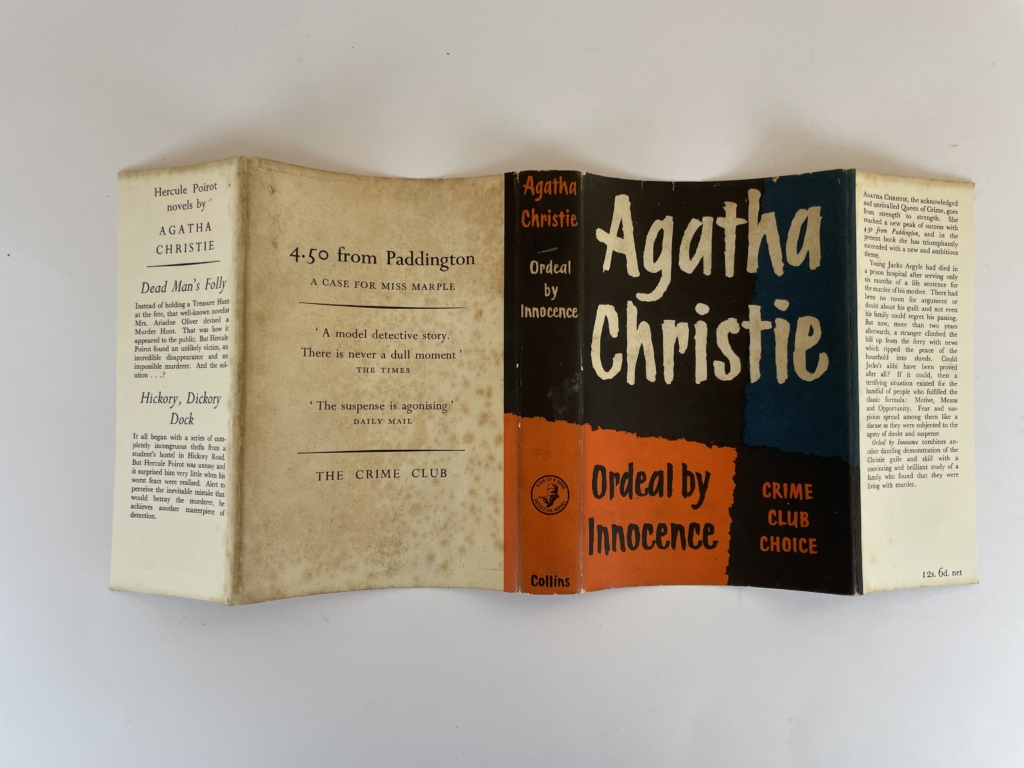 Hercule Poirot
novels by
AGATHA
CHRISTIE
Dead Man's Folly
Instead of holding a Treasure Hunt
at the fete, that well-known novelist
Mrs. Ariadne Oliver devised a
Murder Hunt. That was how it
appeared to the public. But Hercule
Poirot found an unlikely victim, an
incredible disappearance and an
impossible murderer. And the sol-
ution . . .?
Hickory, Dickory
Dock
It all began with a series of com-
pletely incongruous thefts from a
student's hostel in Hickory Road.
But Hercule Poirot was uneasy and
it surprised him very little when his
worst fears were realised. Alert to
perceive the inevitable mistake that
would betray the murderer, he
achieves another masterpiece of
detection.
4.50 from Paddington
A CASE FOR MISS MARPLE
'A model detective story.
There is never a dull moment'
THE TIMES
'The suspense is agonising'
DAILY MAIL
THE CRIME CLUB
Agatha
Christie
Ordeal
by
Innocence
Collins
Agatha
Christie
Ordeal by
Innocence
CRIME
CLUB
CHOICE
AGATHA CHRISTIE, the acknowledged
and unrivalled Queen of Crime, goes
from strength to strength. She
reached a new peak of success with
4.50 from Paddington, and in the
present book she has triumphantly
succeeded with a new and ambitious
theme.
Young Jacko Argyle had died in
a prison hospital after serving only
six months of a life sentence for
the murder of his mother. There had
been no room for argument or
doubt about his guilt and not even
his family could regret his passing.
But now, more than two years
afterwards, a stranger climbed the
hill up from the ferry with news
which ripped the peace of the
household into shreds. Could
Jacko's alibi have been proved
after all? If it could, then a
terrifying situation existed for the
handful of people who fulfilled the
classic formula: Motive, Means
and Opportunity. Fear and sus-
picion spread among them like a
disease as they were subjected to the
agony of doubt and suspense.
Ordeal by Innocence combines an-
other dazzling demonstration of the
Christie guile and skill with a
convincing and brilliant study of a
family who found that they were
living with murder.
12s. 6d. net